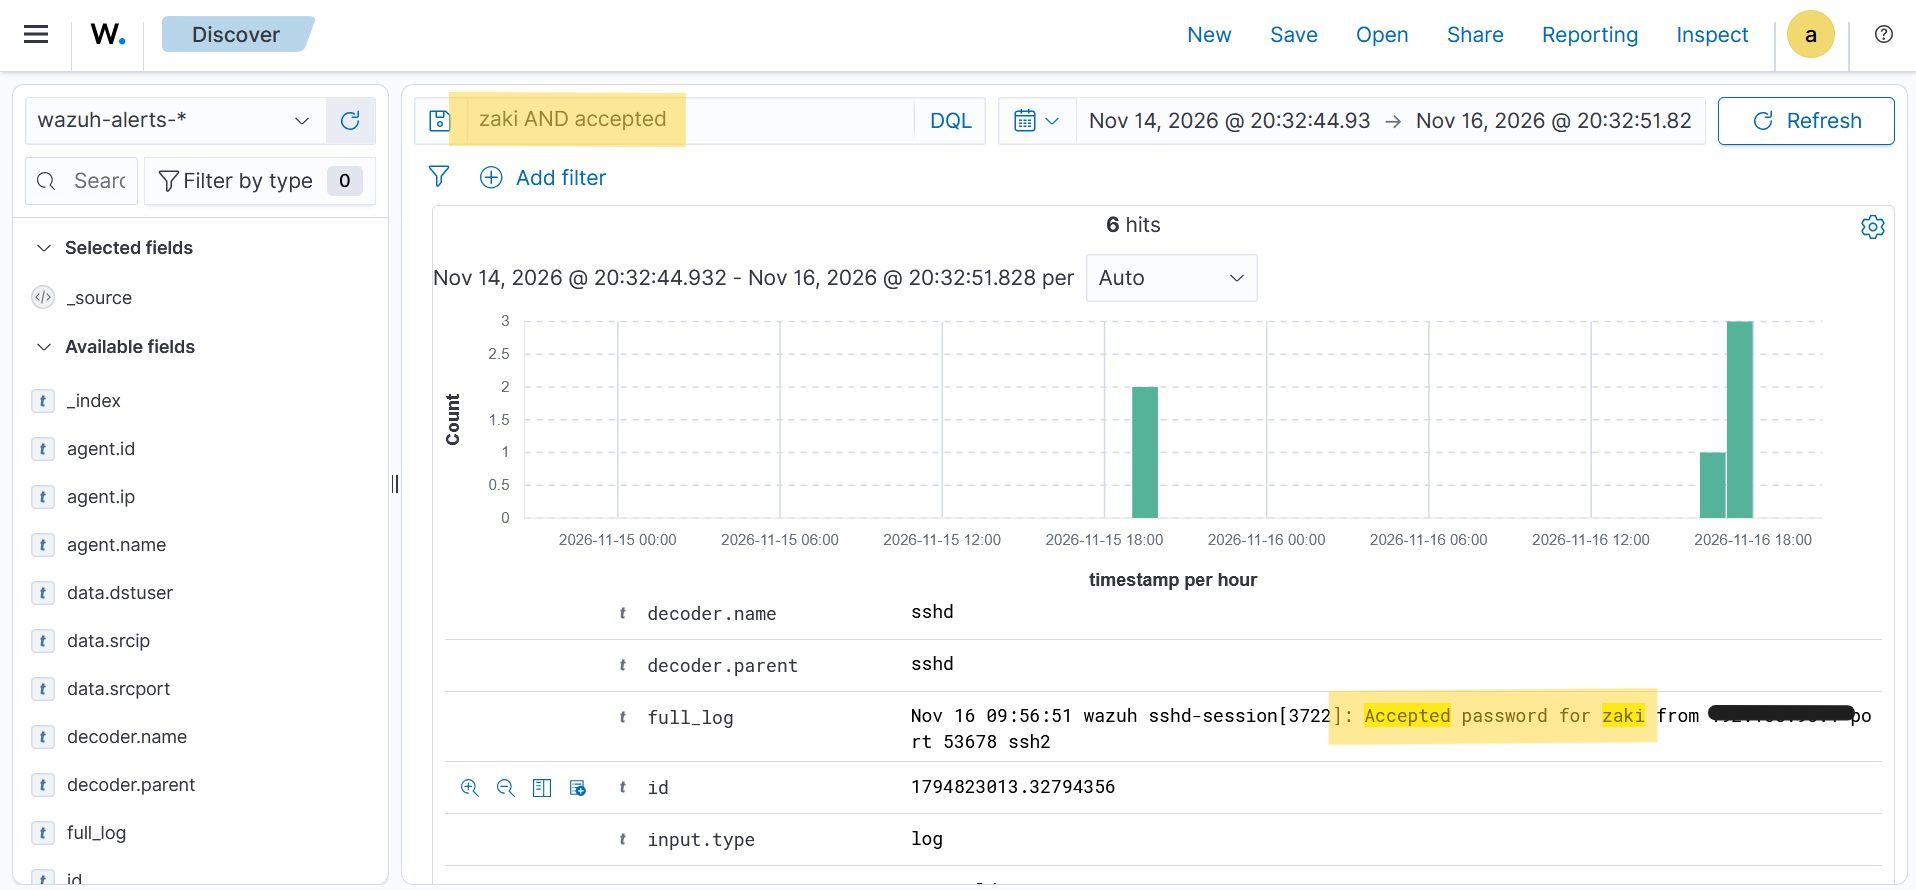 W.
Discover
New
Save
Open
Share
Reporting
Inspect
a
wazuh-alerts-*
Searc
Filter by type 0
Selected fields
_source
Available fields
t _index
t agent.id
t agent.ip
t agent.name
t data.dstuser
t data.srcip
t data.srcport
t decoder.name
t decoder.parent
t full_log
t id
zaki AND accepted
DQL
Nov 14, 2026 @ 20:32:44.93 → Nov 16, 2026 @ 20:32:51.82
Refresh
Add filter
6 hits
Nov 14, 2026 @ 20:32:44.932 - Nov 16, 2026 @ 20:32:51.828 per Auto
Count
3
2.5
2
1.5
1
0.5
0
2026-11-15 00:00
2026-11-15 06:00
2026-11-15 12:00
2026-11-15 18:00
2026-11-16 00:00
2026-11-16 06:00
2026-11-16 12:00
2026-11-16 18:00
timestamp per hour
t decoder.name sshd
t decoder.parent sshd
t full_log Nov 16 09:56:51 wazuh sshd-session[3722]: Accepted password for zaki from po
rt 53678 ssh2
t id 1794823013.32794356
t input.type log